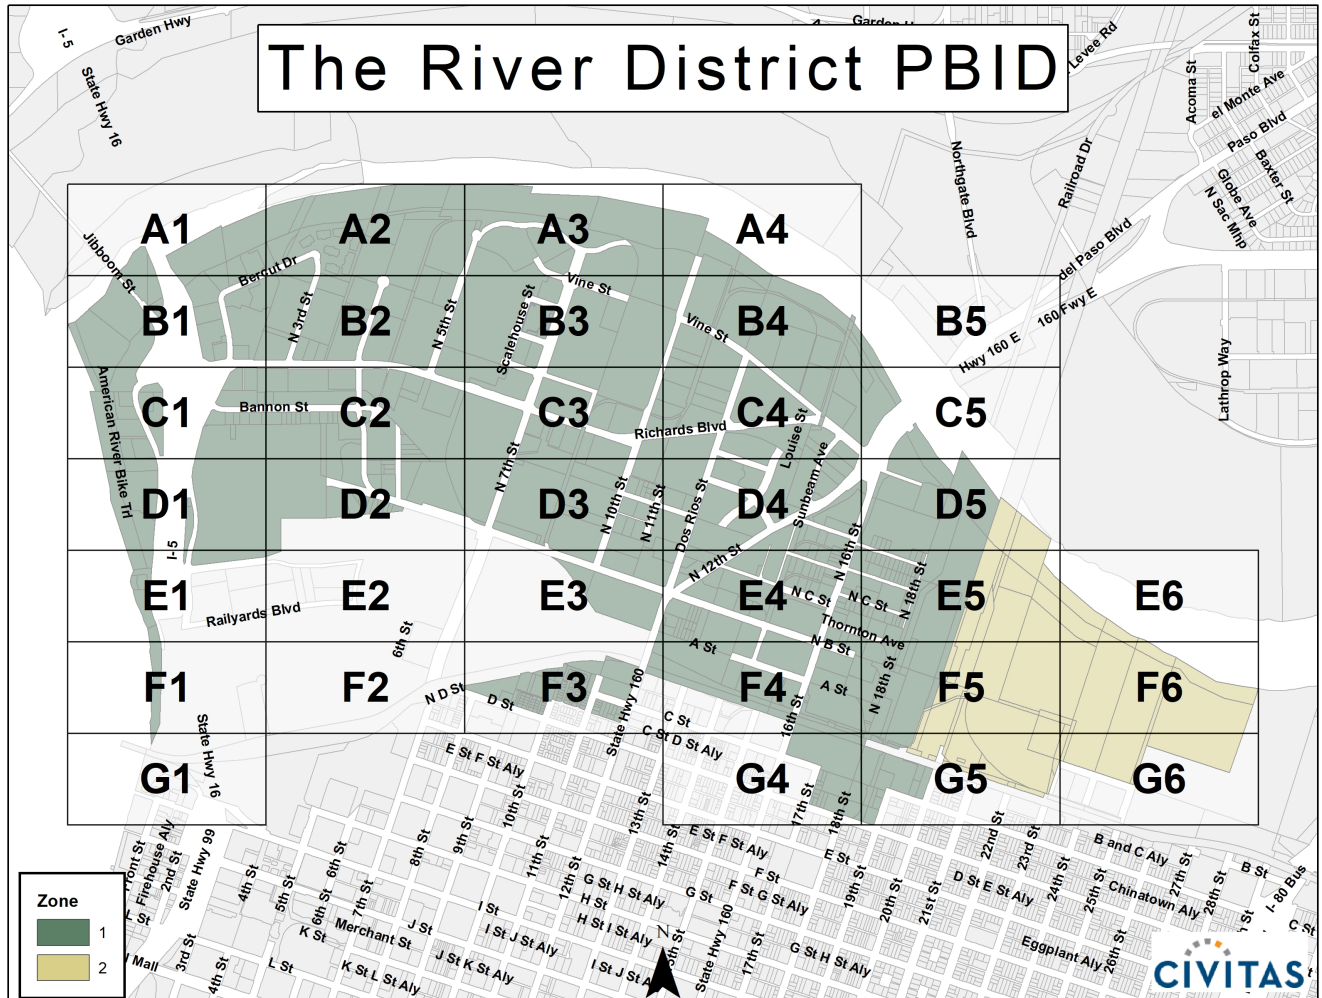 The River District PBID
I-5
Garden Hwy
State Hwy 16
Levee Rd
Acoma St
Colfax St
el Monte Ave
Paso Blvd
Baxter St
Globe Ave
N Sac Mhp
Northgate Blvd
Railroad Dr
del Paso Blvd
160 Fwy E
Hwy 160 E
Lathrop Way
A1
A2
A3
A4
Jibboom St
Bercut Dr
Vine St
B1
N 3rd St
B2
N 5th St
Scalehouse St
B3
Vine St
B4
B5
American River Bike Trl
C1
Bannon St
C2
C3
Richards Blvd
C4
Louise St
C5
D1
D2
N 7th St
D3
N 10th St
N 11th St
Dos Rios St
D4
Sunbeam Ave
D5
I-5
N 12th St
N 16th St
E1
Railyards Blvd
E2
6th St
E3
E4
N C St
N C St
N 18th St
Thornton Ave
N B St
E5
E6
A St
F1
F2
N D St
D St
F3
State Hwy 160
F4
A St
N 18th St
16th St
F5
F6
State Hwy 16
C St
C St D St Aly
G1
E St F St Aly
G4
G5
G6
10th St
13th St
17th St
18th St
Front St
Firehouse Aly
2nd St
State Hwy 99
4th St
5th St
6th St
6th St
7th St
8th St
9th St
11th St
12th St
14th St
E St F St Aly
E St
F St
F St G St Aly
G St
G St H St Aly
H St
H St I St Aly
19th St
20th St
21st St
22nd St
23rd St
24th St
25th St
D St E St Aly
B and C Aly
Chinatown Aly
27th St
28th St
B St
I-80 Bus
C St
L St
3rd St
4th St
Merchant St
K St
L St
K St L St Aly
J St
J St K St Aly
I St
I St J St Aly
State Hwy 160
17th St
G St H St Aly
Eggplant Aly
26th St
Zone
1
2
N
CIVITAS